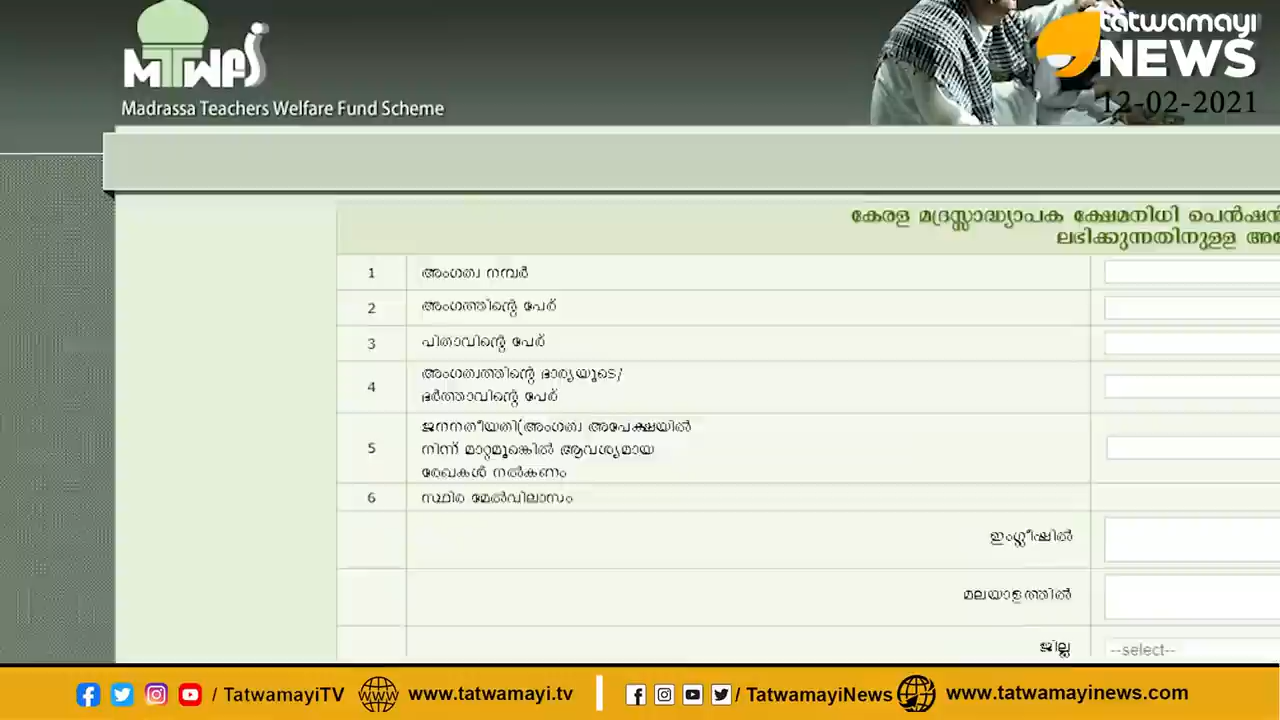 tatwamayi
NEWS
12-02-2021
MTWFS
Madrassa Teachers Welfare Fund Scheme
കേരള മദ്രസ്സാദ്ധ്യാപക ക്ഷേമനിധി പെൻഷൻ
ലഭിക്കുന്നതിനുള്ള
1 അംഗത്വ നമ്പർ
2 അംഗത്തിന്റെ പേര്
3 പിതാവിന്റെ പേര്
4 അംഗത്വത്തിന്റെ ഭാര്യയുടെ/
ഭർത്താവിന്റെ പേര്
5 ജനനതീയതി(അംഗത്വ അപേക്ഷയിൽ
നിന്ന് മാറ്റമൂണ്ടെങ്കിൽ ആവശ്യമായ
രേഖകൾ നൽകണം
6 സ്ഥിര മേൽവിലാസം
ഇംഗ്ലീഷിൽ
മലയാളത്തിൽ
ജില്ല --select--
/ TatwamayiTV www.tatwamayi.tv / TatwamayiNews www.tatwamayinews.com